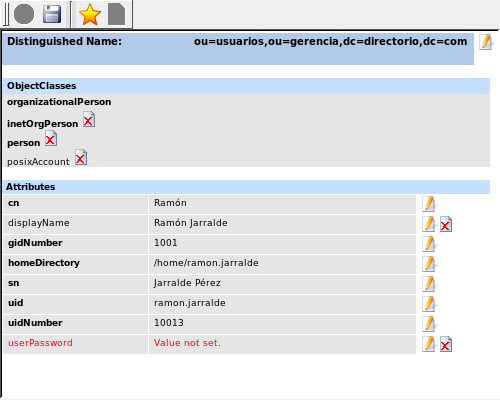 Distinguished Name: ou=usuarios,ou=gerencia,dc=directorio,dc=com
ObjectClasses
organizationalPerson
inetOrgPerson
person
posixAccount
Attributes
cn Ramón
displayName Ramón Jarralde
gidNumber 1001
homeDirectory /home/ramon.jarralde
sn Jarralde Pérez
uid ramon.jarralde
uidNumber 10013
userPassword Value not set.